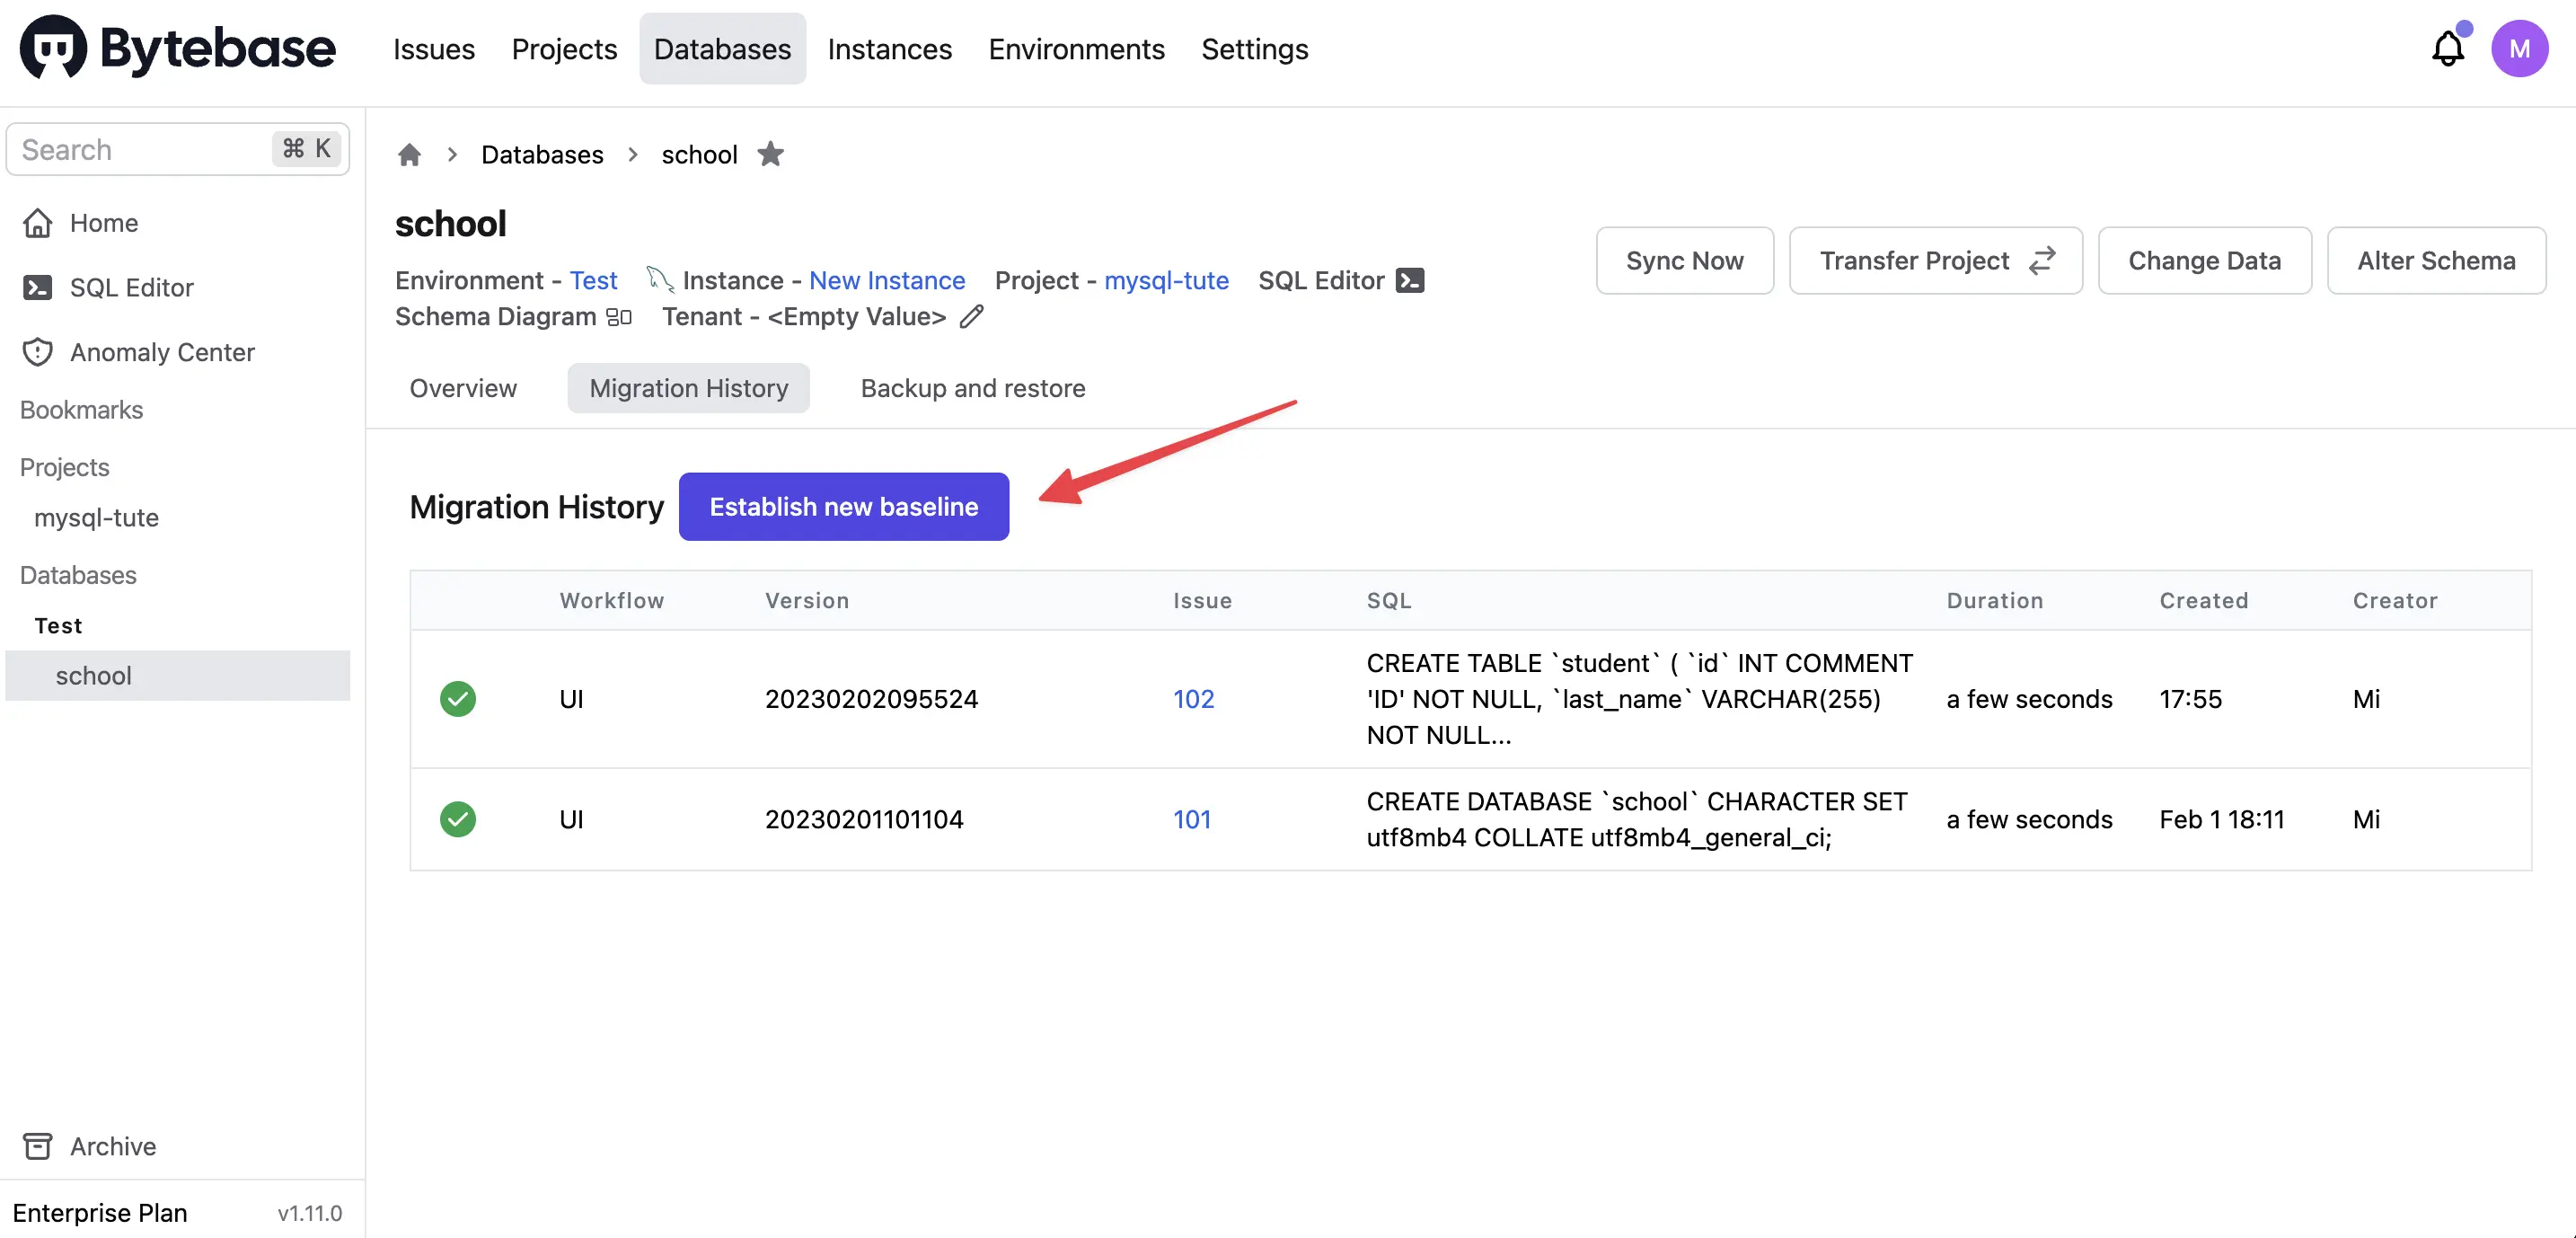 Bytebase
Issues Projects Databases Instances Environments Settings
M
Search ⌘ K
Home
SQL Editor
Anomaly Center
Bookmarks
Projects
mysql-tute
Databases
Test
school
Archive
Enterprise Plan v1.11.0
Databases > school
school
Environment - Test Instance - New Instance Project - mysql-tute SQL Editor
Schema Diagram Tenant - <Empty Value>
Sync Now Transfer Project Change Data Alter Schema
Overview Migration History Backup and restore
Migration History Establish new baseline
Workflow Version Issue SQL Duration Created Creator
UI 20230202095524 102 CREATE TABLE `student` ( `id` INT COMMENT
'ID' NOT NULL, `last_name` VARCHAR(255)
NOT NULL... a few seconds 17:55 Mi
UI 20230201101104 101 CREATE DATABASE `school` CHARACTER SET
utf8mb4 COLLATE utf8mb4_general_ci; a few seconds Feb 1 18:11 Mi